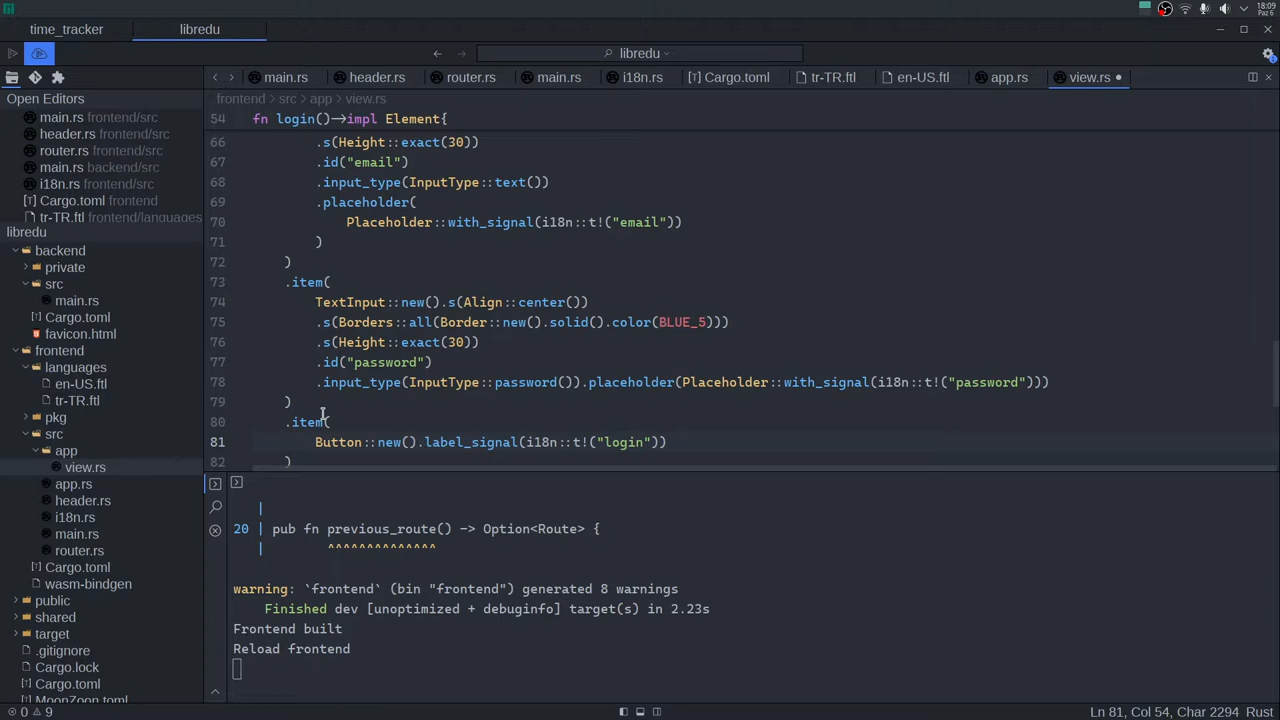 18:09
Paz 6
time_tracker
libredu
libredu
main.rs
header.rs
router.rs
main.rs
i18n.rs
Cargo.toml
tr-TR.ftl
en-US.ftl
app.rs
view.rs
Open Editors
main.rs frontend/src
header.rs frontend/src
router.rs frontend/src
main.rs backend/src
i18n.rs frontend/src
Cargo.toml frontend
tr-TR.ftl frontend/languages
libredu
backend
private
src
main.rs
Cargo.toml
favicon.html
frontend
languages
en-US.ftl
tr-TR.ftl
pkg
src
app
view.rs
app.rs
header.rs
i18n.rs
main.rs
router.rs
Cargo.toml
wasm-bindgen
public
shared
target
.gitignore
Cargo.lock
Cargo.toml
MoonZoon.toml
frontend › src › app › view.rs
54 fn login()->impl Element{
66 .s(Height::exact(30))
67 .id("email")
68 .input_type(InputType::text())
69 .placeholder(
70 Placeholder::with_signal(i18n::t!("email"))
71 )
72 )
73 .item(
74 TextInput::new().s(Align::center())
75 .s(Borders::all(Border::new().solid().color(BLUE_5)))
76 .s(Height::exact(30))
77 .id("password")
78 .input_type(InputType::password()).placeholder(Placeholder::with_signal(i18n::t!("password")))
79 )
80 .item(
81 Button::new().label_signal(i18n::t!("login"))
82 )
|
20 | pub fn previous_route() -> Option<Route> {
| ^^^^^^^^^^^^^^
warning: `frontend` (bin "frontend") generated 8 warnings
Finished dev [unoptimized + debuginfo] target(s) in 2.23s
Frontend built
Reload frontend
0 9
Ln 81, Col 54, Char 2294 Rust